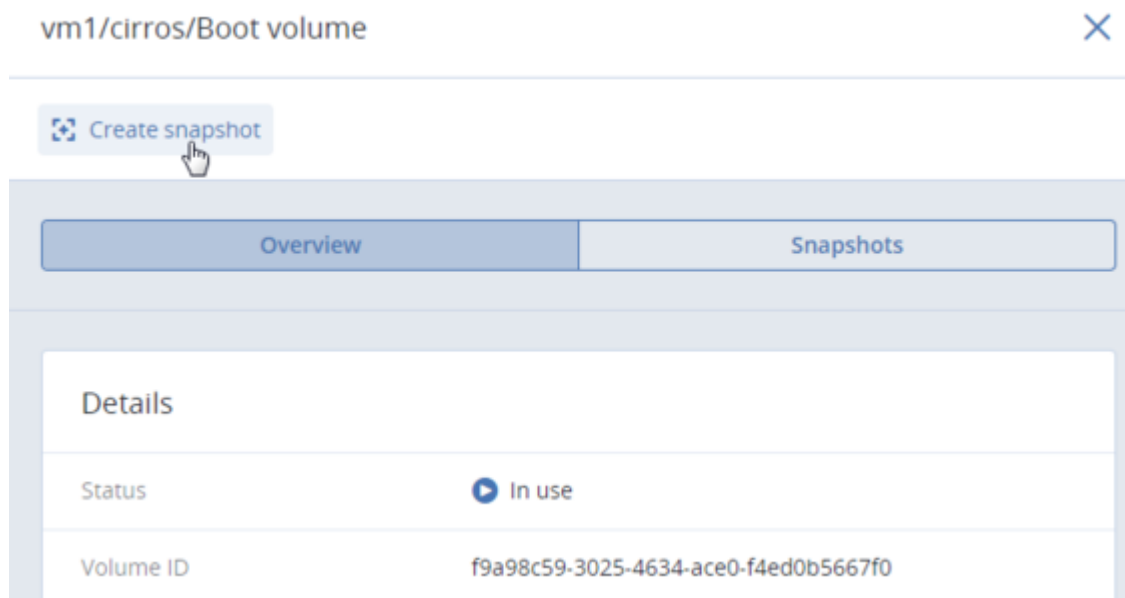 vm1/cirros/Boot volume
Create snapshot
Overview
Snapshots
Details
Status
In use
Volume ID
f9a98c59-3025-4634-ace0-f4ed0b5667f0